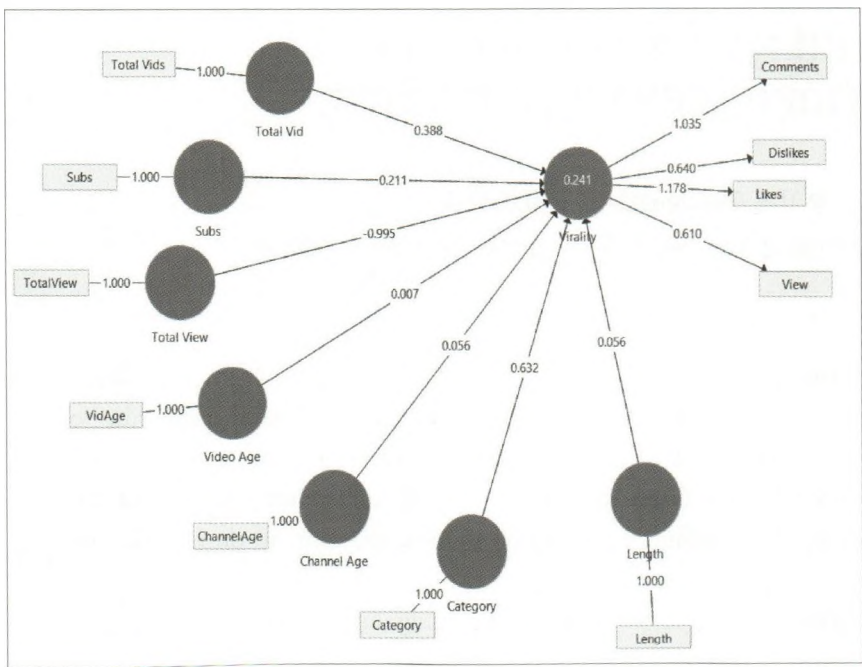 Total Vids
1.000
Total Vid
0.388
Subs
1.000
Subs
0.211
TotalView
1.000
Total View
-0.995
VidAge
1.000
Video Age
0.007
ChannelAge
1.000
Channel Age
0.056
Category
1.000
Category
0.632
Length
1.000
Length
0.056
0.241
Virality
1.035
Comments
0.640
Dislikes
1.178
Likes
0.610
View